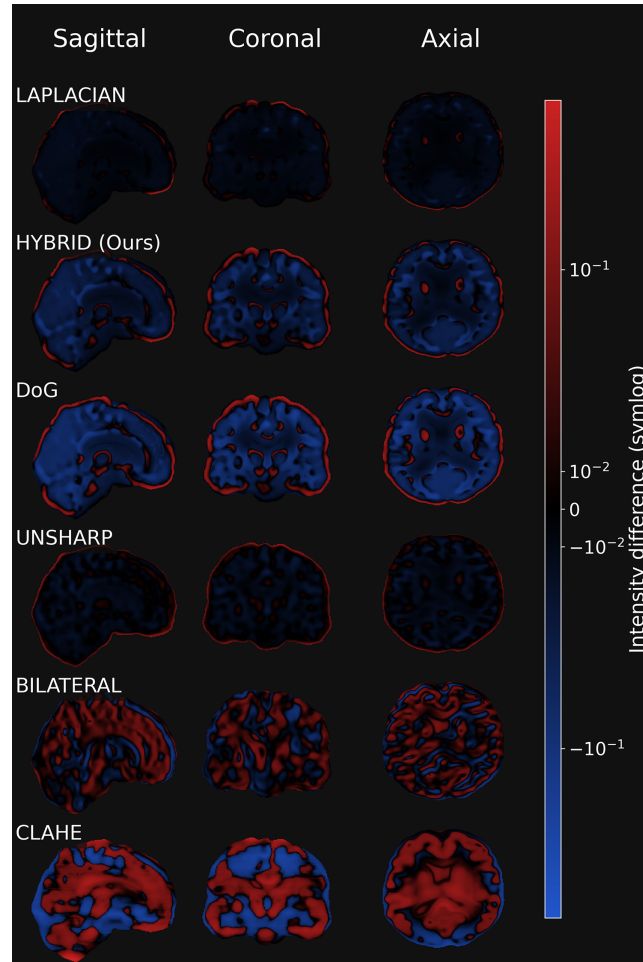 Sagittal Coronal Axial
LAPLACIAN
HYBRID (Ours)
10⁻¹
DoG
10⁻²
0
−10⁻²
UNSHARP
Intensity difference (symlog)
BILATERAL
−10⁻¹
CLAHE